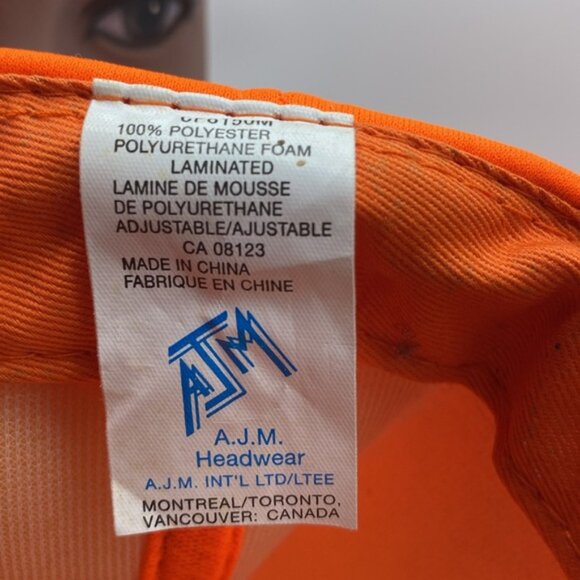 100% POLYESTER
POLYURETHANE FOAM
LAMINATED
LAMINE DE MOUSSE
DE POLYURETHANE
ADJUSTABLE/AJUSTABLE
CA 08123
MADE IN CHINA
FABRIQUE EN CHINE
AJM
A.J.M.
Headwear
A.J.M. INT'L LTD/LTEE
MONTREAL/TORONTO,
VANCOUVER: CANADA